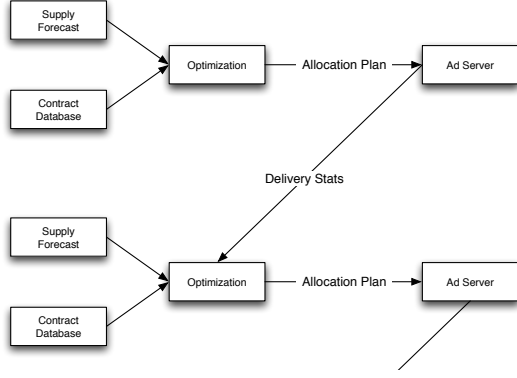 Supply
Forecast
Optimization
Allocation Plan
Ad Server
Contract
Database
Delivery Stats
Supply
Forecast
Optimization
Allocation Plan
Ad Server
Contract
Database